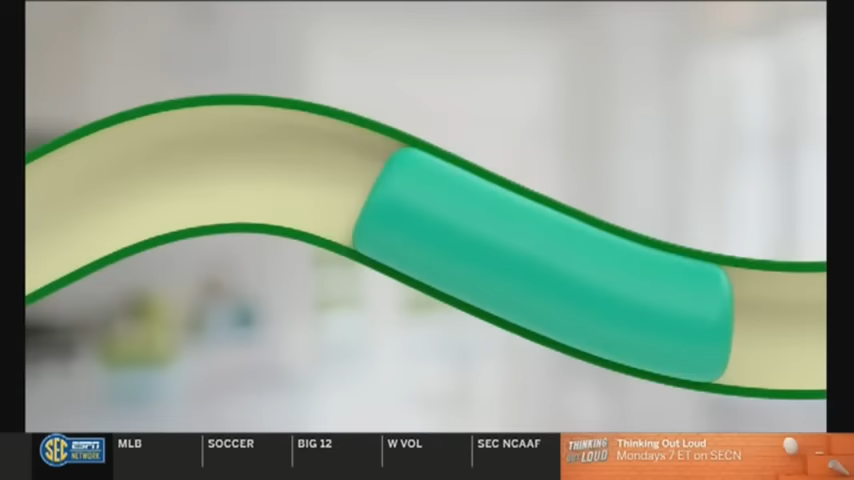 SEC
ESPN
NETWORK
MLB
SOCCER
BIG 12
W VOL
SEC NCAAF
THINKING
OUT LOUD
Thinking Out Loud
Mondays 7 ET on SECN